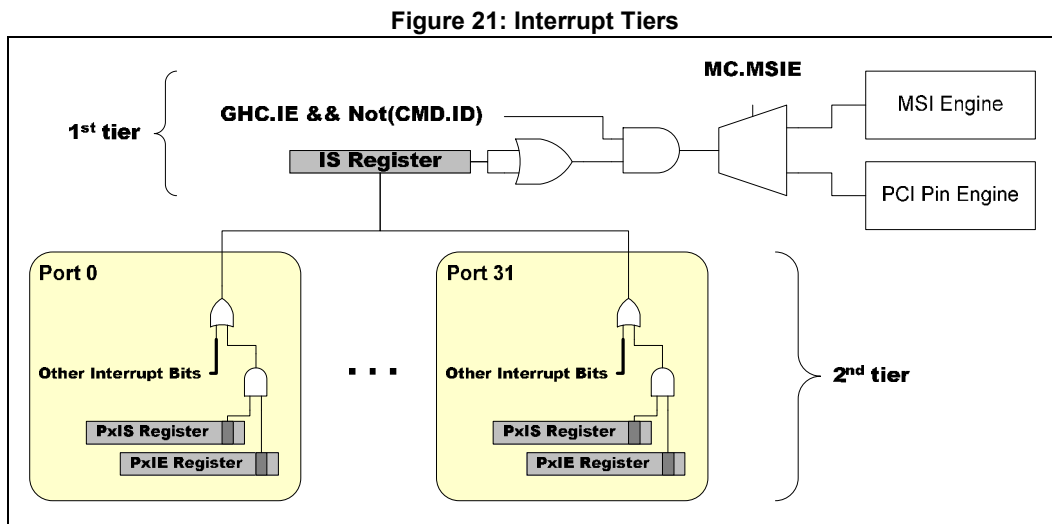 Figure 21: Interrupt Tiers
MC.MSIE
MSI Engine
GHC.IE && Not(CMD.ID)
1st tier
IS Register
PCI Pin Engine
Port 0
Port 31
Other Interrupt Bits
. . .
Other Interrupt Bits
2nd tier
PxIS Register
PxIS Register
PxIE Register
PxIE Register